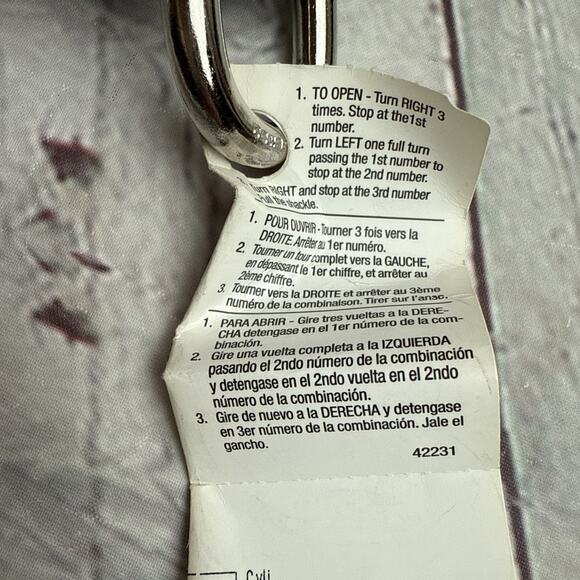 1. TO OPEN - Turn RIGHT 3
times. Stop at the1st
number.
2. Turn LEFT one full turn
passing the 1st number to
stop at the 2nd number.
Turn RIGHT and stop at the 3rd number
Pull the shackle.
1. POUR OUVRIR-Tourner 3 fois vers la
DROITE. Arrêter au 1er numéro.
2. Tourner un tour complet vers la GAUCHE,
en dépassant le 1er chiffre, et arrêter au
2ème chiffre.
3. Tourner vers la DROITE et arrêter au 3ème
numéro de la combinaison. Tirer sur l'anse.
1. PARA ABRIR - Gire tres vueltas a la DERE-
CHA detengase en el 1er número de la com-
binación.
2. Gire una vuelta completa a la IZQUIERDA
pasando el 2ndo número de la combinación
y detengase en el 2ndo vuelta en el 2ndo
número de la combinación.
3. Gire de nuevo a la DERECHA y detengase
en 3er número de la combinación. Jale el
gancho.
42231